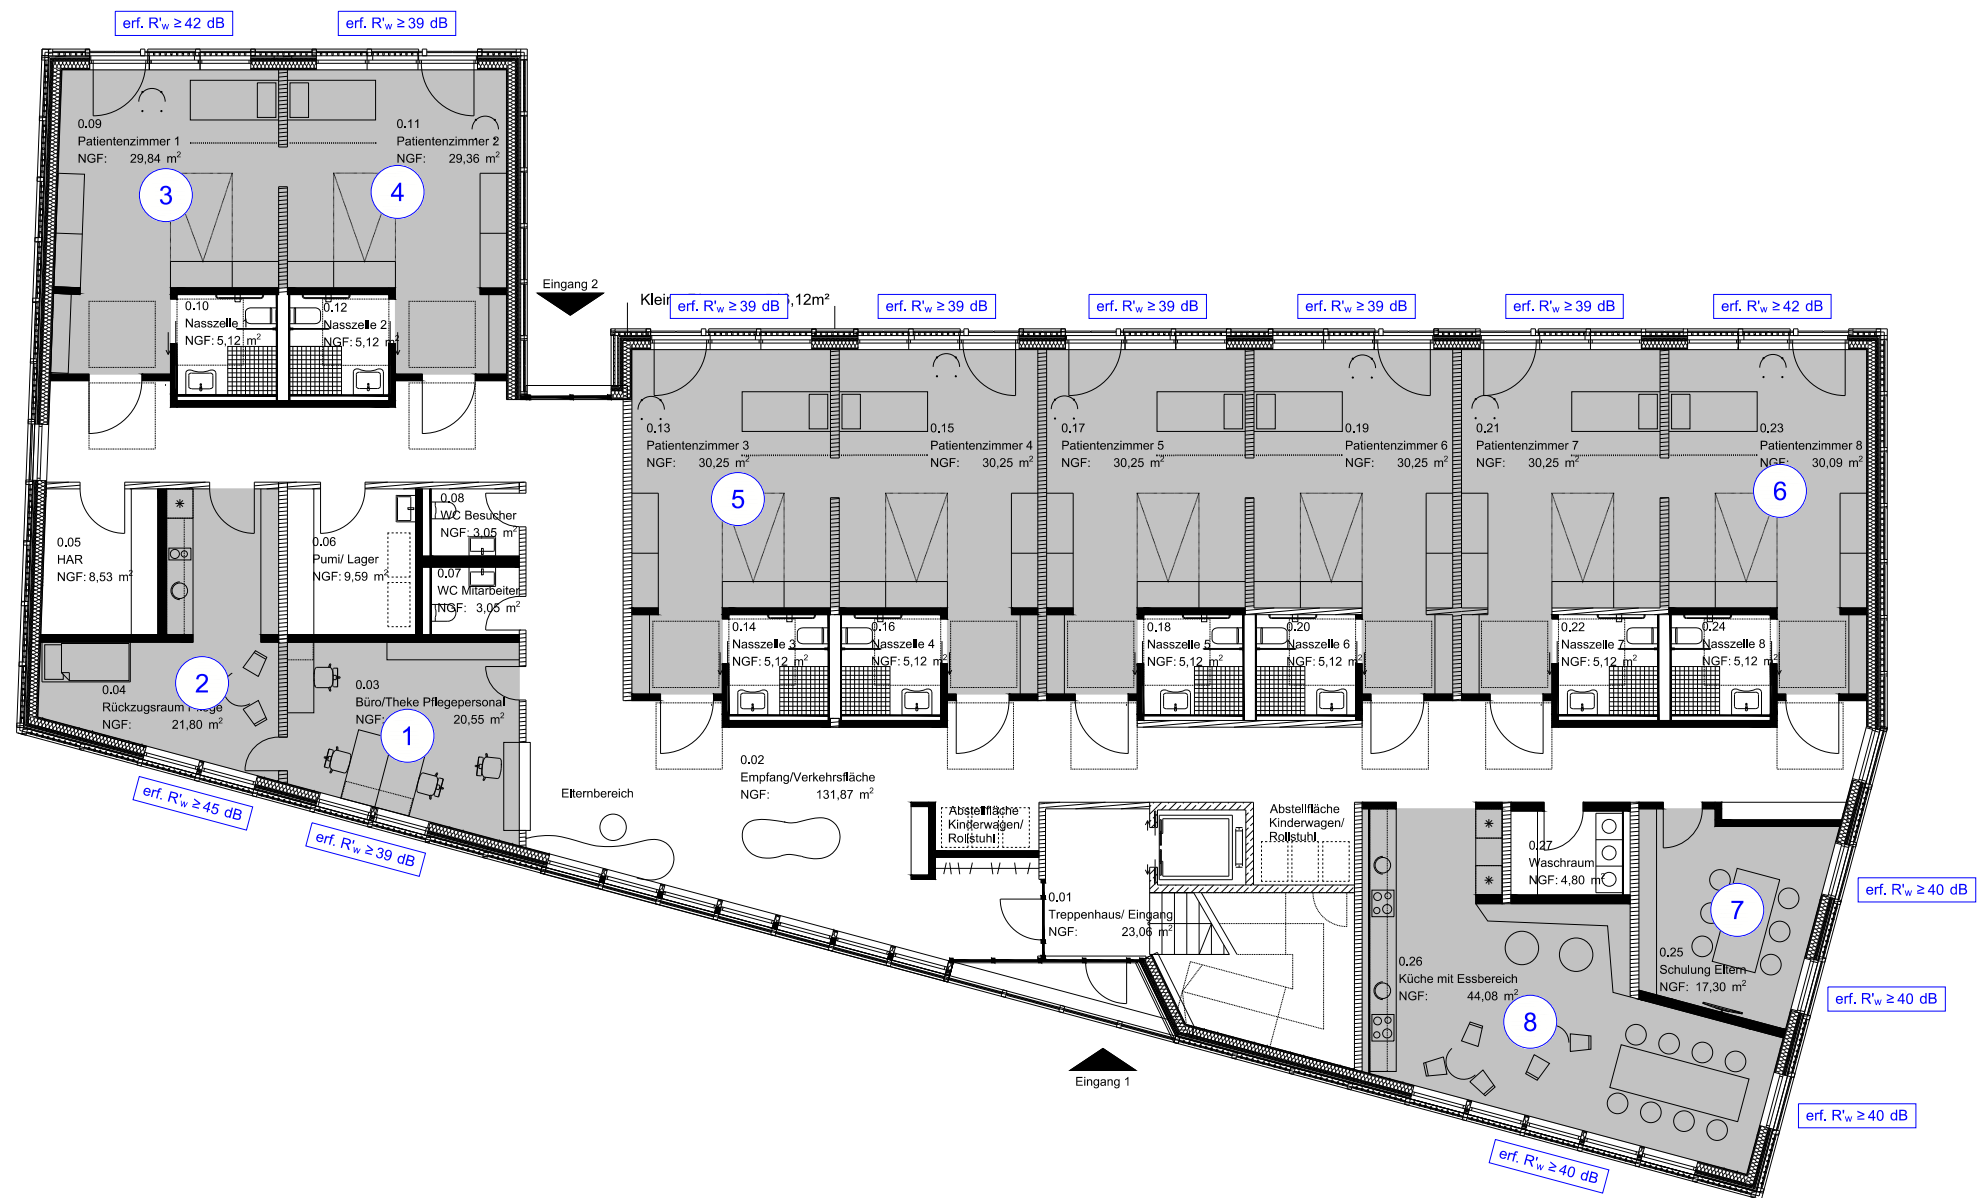 erf. R'w ≥ 42 dB
erf. R'w ≥ 39 dB
0.09
Patientenzimmer 1
NGF: 29,84 m²
3
0.11
Patientenzimmer 2
NGF: 29,36 m²
4
0.10
Nasszelle
NGF: 5,12 m²
0.12
Nasszelle 2
NGF: 5,12 m²
Eingang 2
Klein ,12m²
erf. R'w ≥ 39 dB
erf. R'w ≥ 39 dB
erf. R'w ≥ 39 dB
erf. R'w ≥ 39 dB
erf. R'w ≥ 39 dB
erf. R'w ≥ 42 dB
0.13
Patientenzimmer 3
NGF: 30,25 m²
5
0.15
Patientenzimmer 4
NGF: 30,25 m²
0.17
Patientenzimmer 5
NGF: 30,25 m²
0.19
Patientenzimmer 6
NGF: 30,25 m²
0.21
Patientenzimmer 7
NGF: 30,25 m²
0.23
Patientenzimmer 8
NGF: 30,09 m²
6
0.05
HAR
NGF: 8,53 m²
0.06
Pumi/ Lager
NGF: 9,59 m²
0.08
WC Besucher
NGF: 3,05 m²
0.07
WC Mitarbeiter
NGF: 3,05 m²
0.14
Nasszelle 3
NGF: 5,12 m²
0.16
Nasszelle 4
NGF: 5,12 m²
0.18
Nasszelle 5
NGF: 5,12 m²
0.20
Nasszelle 6
NGF: 5,12 m²
0.22
Nasszelle 7
NGF: 5,12 m²
0.24
Nasszelle 8
NGF: 5,12 m²
0.04
Rückzugsraum
NGF: 21,80 m²
2
0.03
Büro/Theke Pflegepersonal
NGF: 20,55 m²
1
erf. R'w ≥ 45 dB
erf. R'w ≥ 39 dB
Elternbereich
0.02
Empfang/Verkehrsfläche
NGF: 131,87 m²
Abstellfläche
Kinderwagen/
Rollstuhl
Abstellfläche
Kinderwagen/
Rollstuhl
0.01
Treppenhaus/ Eingang
NGF: 23,06 m²
Eingang 1
0.27
Waschraum
NGF: 4,80 m²
7
0.25
Schulung Eltern
NGF: 17,30 m²
0.26
Küche mit Essbereich
NGF: 44,08 m²
8
erf. R'w ≥ 40 dB
erf. R'w ≥ 40 dB
erf. R'w ≥ 40 dB
erf. R'w ≥ 40 dB